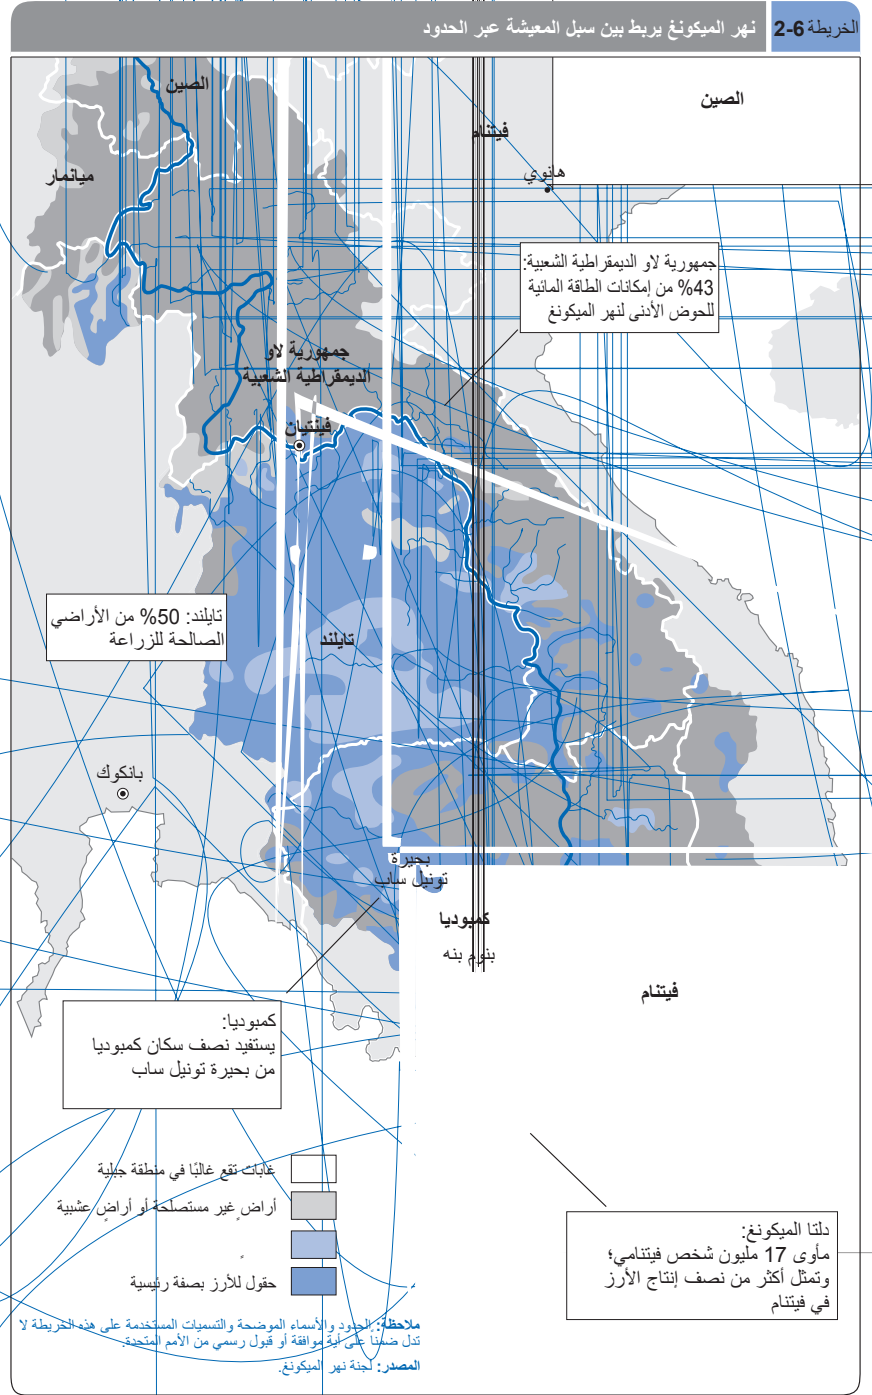 الخريطة 6-2
نهر الميكونغ يربط بين سبل المعيشة عبر الحدود
الصين
الصين
فيتنام
ميانمار
هانوي
جمهورية لاو الديمقراطية الشعبية:
43% من إمكانات الطاقة المائية
للحوض الأدنى لنهر الميكونغ
جمهورية لاو
الديمقراطية الشعبية
فينتيان
تايلند: 50% من الأراضي
الصالحة للزراعة
تايلند
بانكوك
بحيرة
تونيل ساب
كمبوديا
بنوم بنه
فيتنام
كمبوديا:
يستفيد نصف سكان كمبوديا
من بحيرة تونيل ساب
غابات تقع غالبًا في منطقة جبلية
أراضٍ غير مستصلحة أو أراضٍ عشبية
حقول للأرز بصفة رئيسية
دلتا الميكونغ:
مأوى 17 مليون شخص فيتنامي؛
وتمثل أكثر من نصف إنتاج الأرز
في فيتنام
ملاحظة: الحدود والأسماء الموضحة والتسميات المستخدمة على هذه الخريطة لا
تدل ضمنًا على أية موافقة أو قبول رسمي من الأمم المتحدة.
المصدر: لجنة نهر الميكونغ.